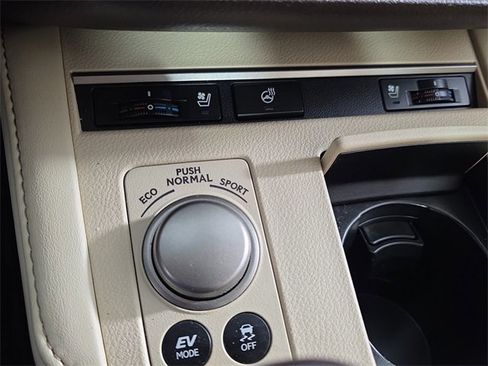 PUSH
ECO NORMAL SPORT
EV
MODE
OFF